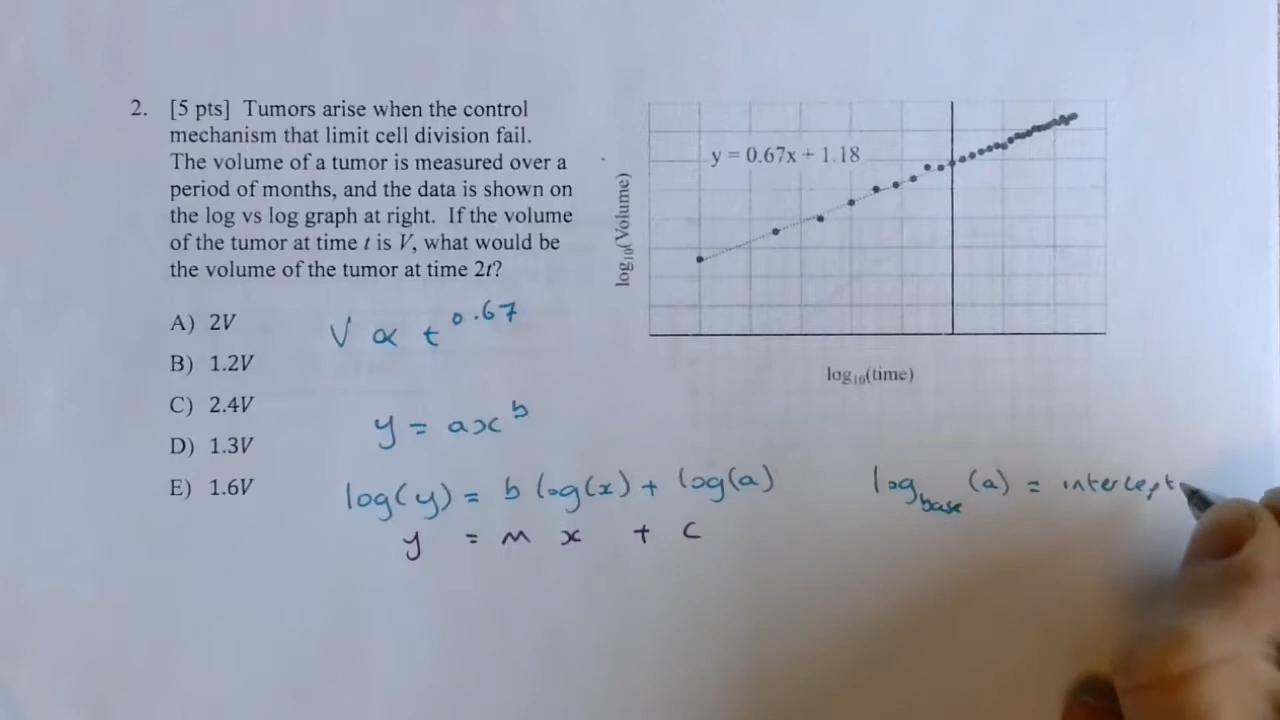 2. [5 pts] Tumors arise when the control
mechanism that limit cell division fail.
The volume of a tumor is measured over a
period of months, and the data is shown on
the log vs log graph at right. If the volume
of the tumor at time t is V, what would be
the volume of the tumor at time 2t?
A) 2V
B) 1.2V
C) 2.4V
D) 1.3V
E) 1.6V
y = 0.67x + 1.18
log₁₀(Volume)
log₁₀(time)
V ∝ t^0.67
y = ax^b
log(y) = b log(x) + log(a)
y = m x + c
log_base (a) = intercept